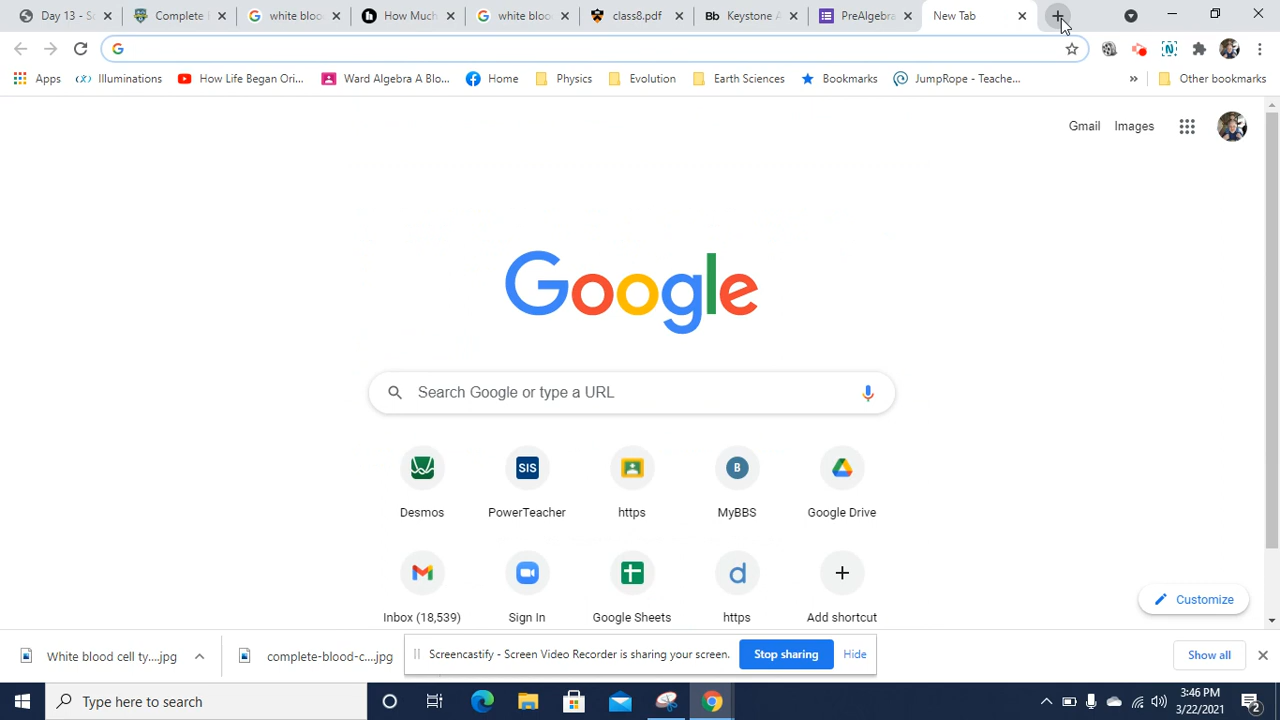 Day 13 - S
Complete
white bloo
How Much
white bloo
class8.pdf
Bb Keystone A
PreAlgebra
New Tab
Apps
Illuminations
How Life Began Ori...
Ward Algebra A Blo...
Home
Physics
Evolution
Earth Sciences
Bookmarks
JumpRope - Teache...
»
Other bookmarks
Gmail
Images
Google
Search Google or type a URL
SIS
B
Desmos
PowerTeacher
https
MyBBS
Google Drive
d
Inbox (18,539)
Sign In
Google Sheets
https
Add shortcut
Customize
White blood cell ty....jpg
complete-blood-c....jpg
Screencastify - Screen Video Recorder is sharing your screen.
Stop sharing
Hide
Show all
Type here to search
3:46 PM
3/22/2021
2